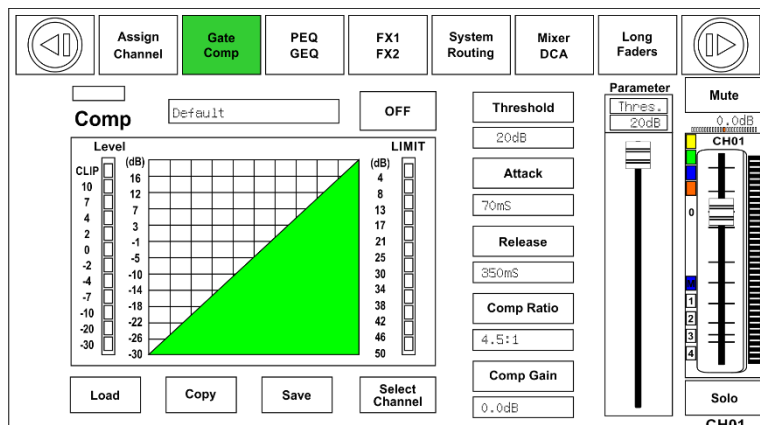 Assign
Channel
Gate
Comp
PEQ
GEQ
FX1
FX2
System
Routing
Mixer
DCA
Long
Faders
Comp
Default
OFF
Level
LIMIT
CLIP
10
7
4
2
0
-2
-4
-7
-10
-20
-30
(dB)
16
12
7
3
-1
-5
-10
-14
-18
-22
-26
-30
(dB)
4
8
13
17
21
25
30
34
38
42
46
50
Load
Copy
Save
Select
Channel
Threshold
20dB
Attack
70mS
Release
350mS
Comp Ratio
4.5:1
Comp Gain
0.0dB
Parameter
Thres.
20dB
Mute
0.0dB
CH01
0
M
1
2
3
4
Solo
CH01